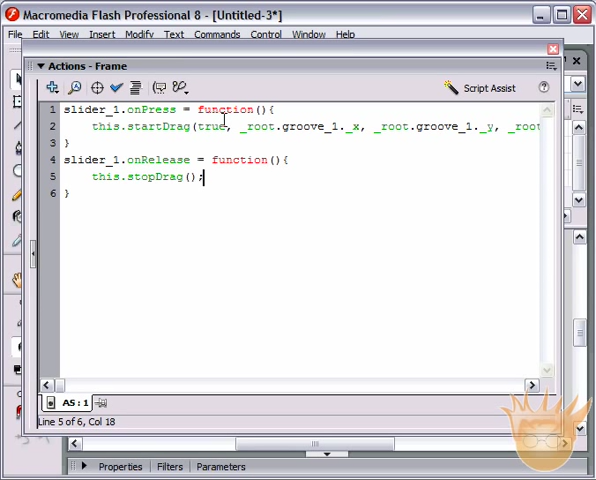 Macromedia Flash Professional 8 - [Untitled-3*]
File Edit View Insert Modify Text Commands Control Window Help
Actions - Frame
Script Assist
1 slider_1.onPress = function(){
2 this.startDrag(true, _root.groove_1._x, _root.groove_1._y, _root
3 }
4 slider_1.onRelease = function(){
5 this.stopDrag();
6 }
AS : 1
Line 5 of 6, Col 18
Properties Filters Parameters